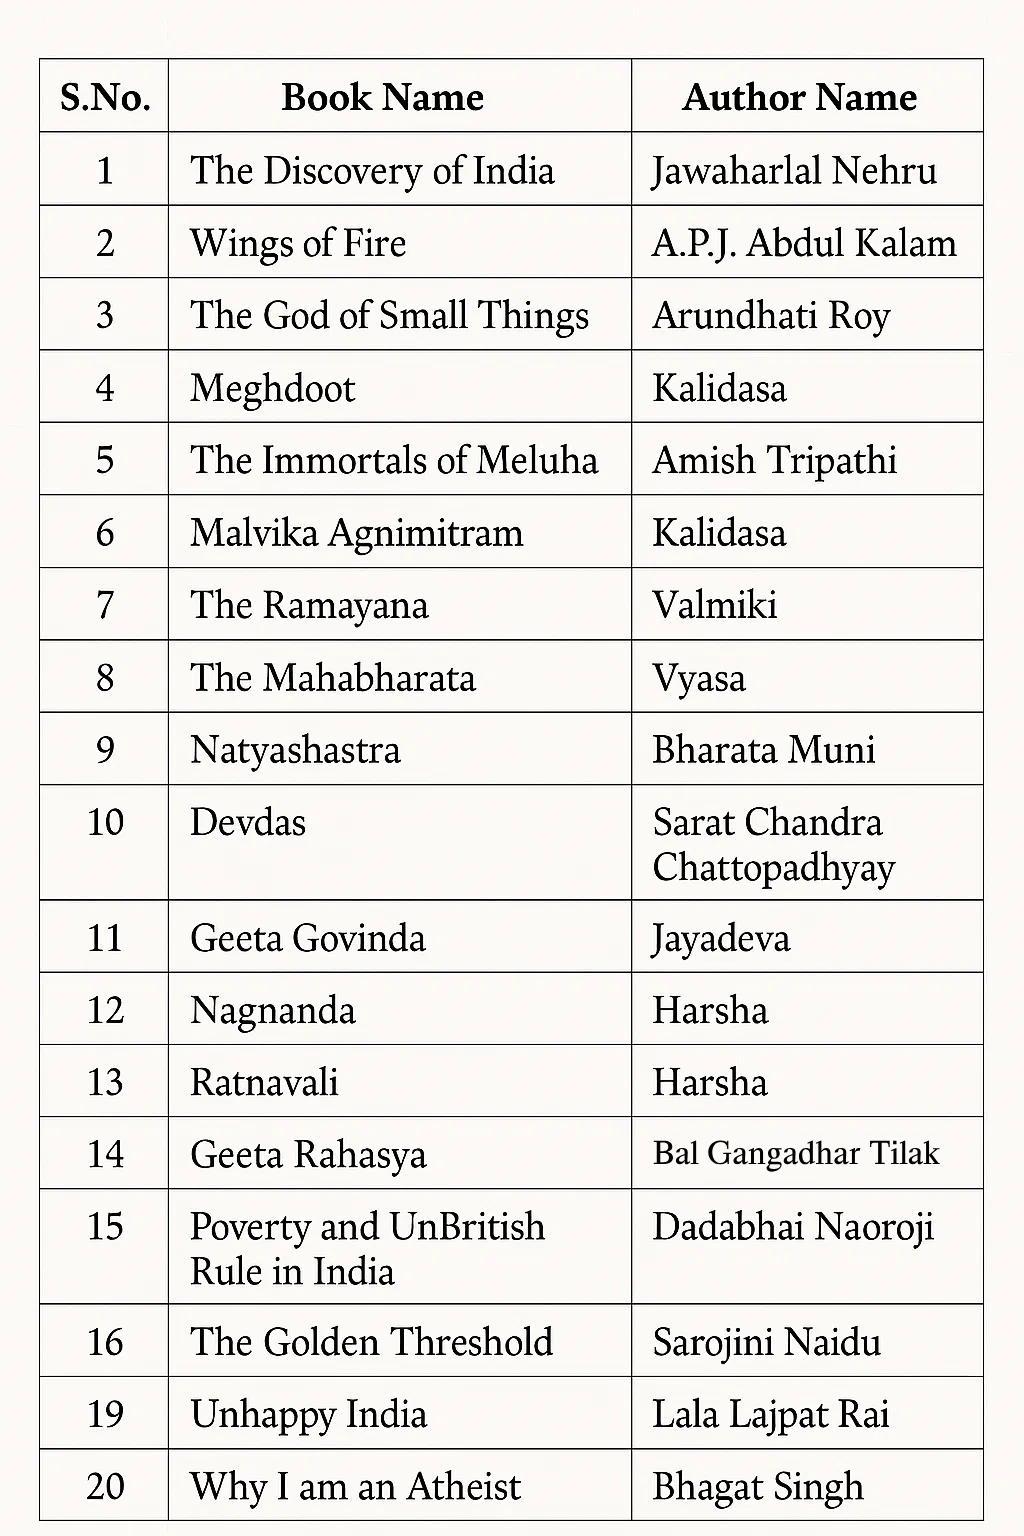 S.No. Book Name Author Name
1 The Discovery of India Jawaharlal Nehru
2 Wings of Fire A.P.J. Abdul Kalam
3 The God of Small Things Arundhati Roy
4 Meghdoot Kalidasa
5 The Immortals of Meluha Amish Tripathi
6 Malvika Agnimitram Kalidasa
7 The Ramayana Valmiki
8 The Mahabharata Vyasa
9 Natyashastra Bharata Muni
10 Devdas Sarat Chandra
Chattopadhyay
11 Geeta Govinda Jayadeva
12 Nagnanda Harsha
13 Ratnavali Harsha
14 Geeta Rahasya Bal Gangadhar Tilak
15 Poverty and UnBritish Dadabhai Naoroji
Rule in India
16 The Golden Threshold Sarojini Naidu
19 Unhappy India Lala Lajpat Rai
20 Why I am an Atheist Bhagat Singh